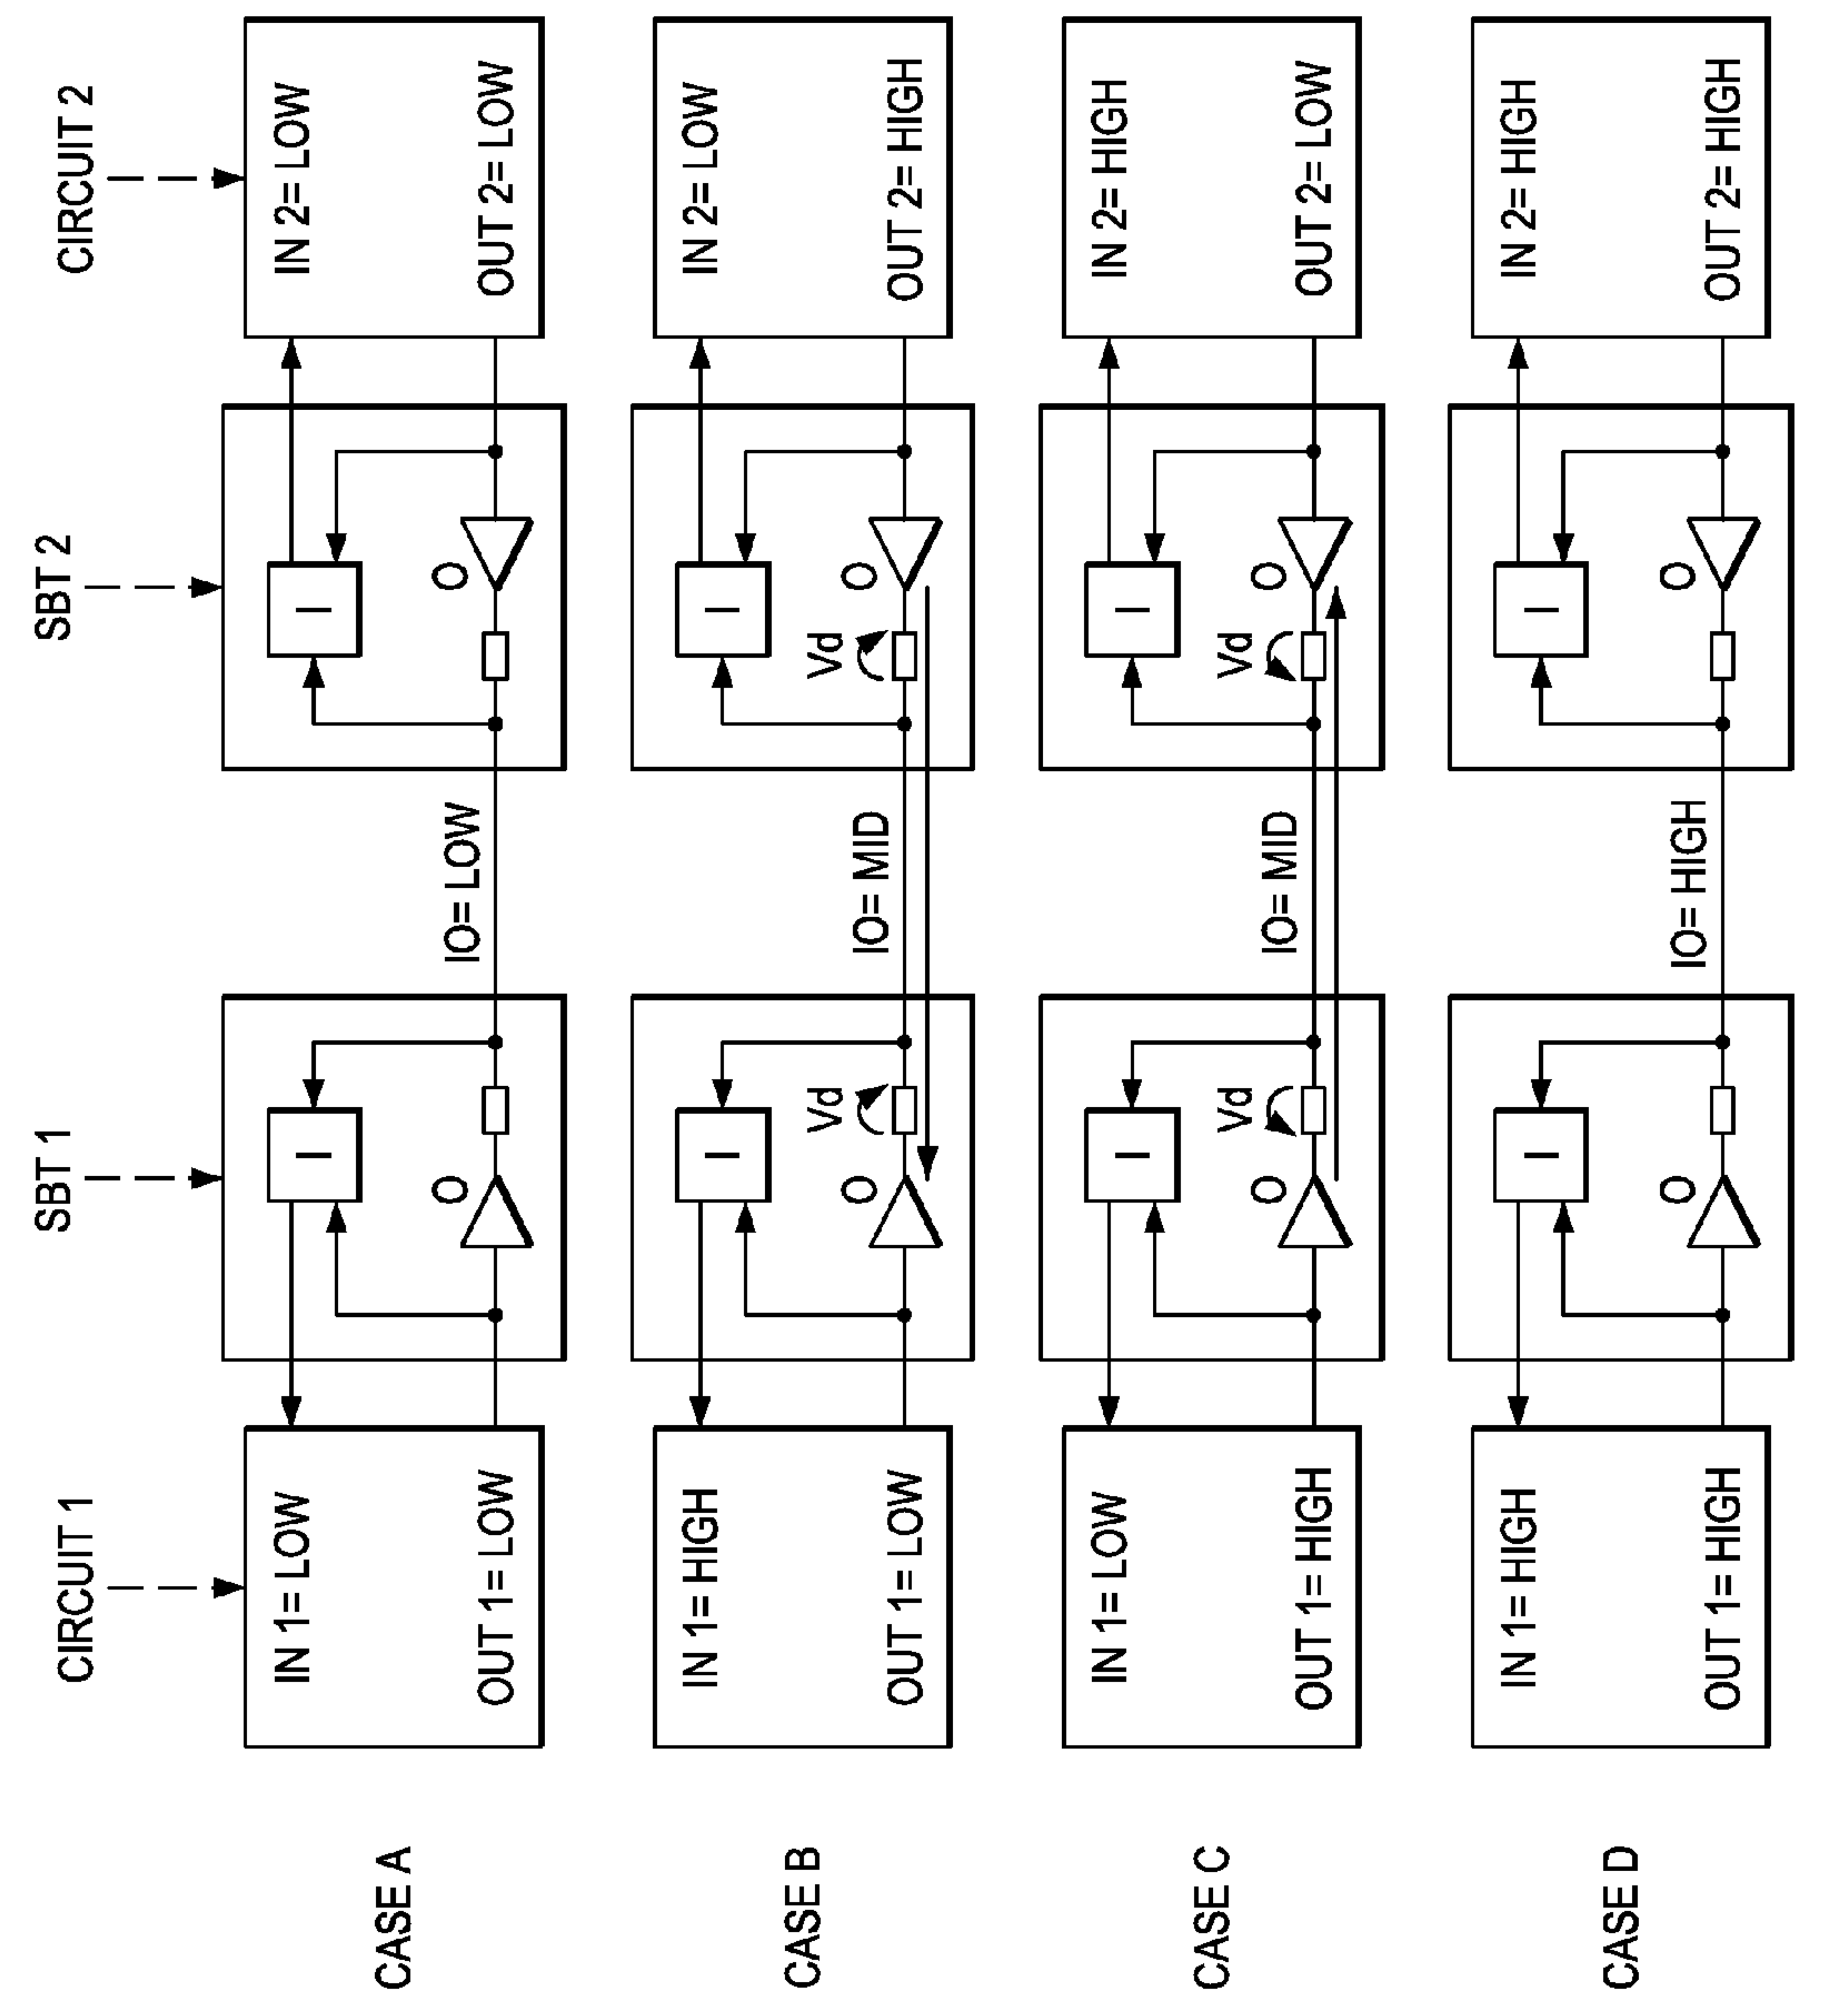 CIRCUIT 1
SBT 1
SBT 2
CIRCUIT 2
CASE A
IN 1= LOW
OUT 1= LOW
I
O
IO= LOW
I
O
IN 2= LOW
OUT 2= LOW
CASE B
IN 1= HIGH
OUT 1= LOW
I
Vd
O
IO= MID
I
Vd
O
IN 2= LOW
OUT 2= HIGH
CASE C
IN 1= LOW
OUT 1= HIGH
I
Vd
O
IO= MID
I
Vd
O
IN 2= HIGH
OUT 2= LOW
CASE D
IN 1= HIGH
OUT 1= HIGH
I
O
IO= HIGH
I
O
IN 2= HIGH
OUT 2= HIGH